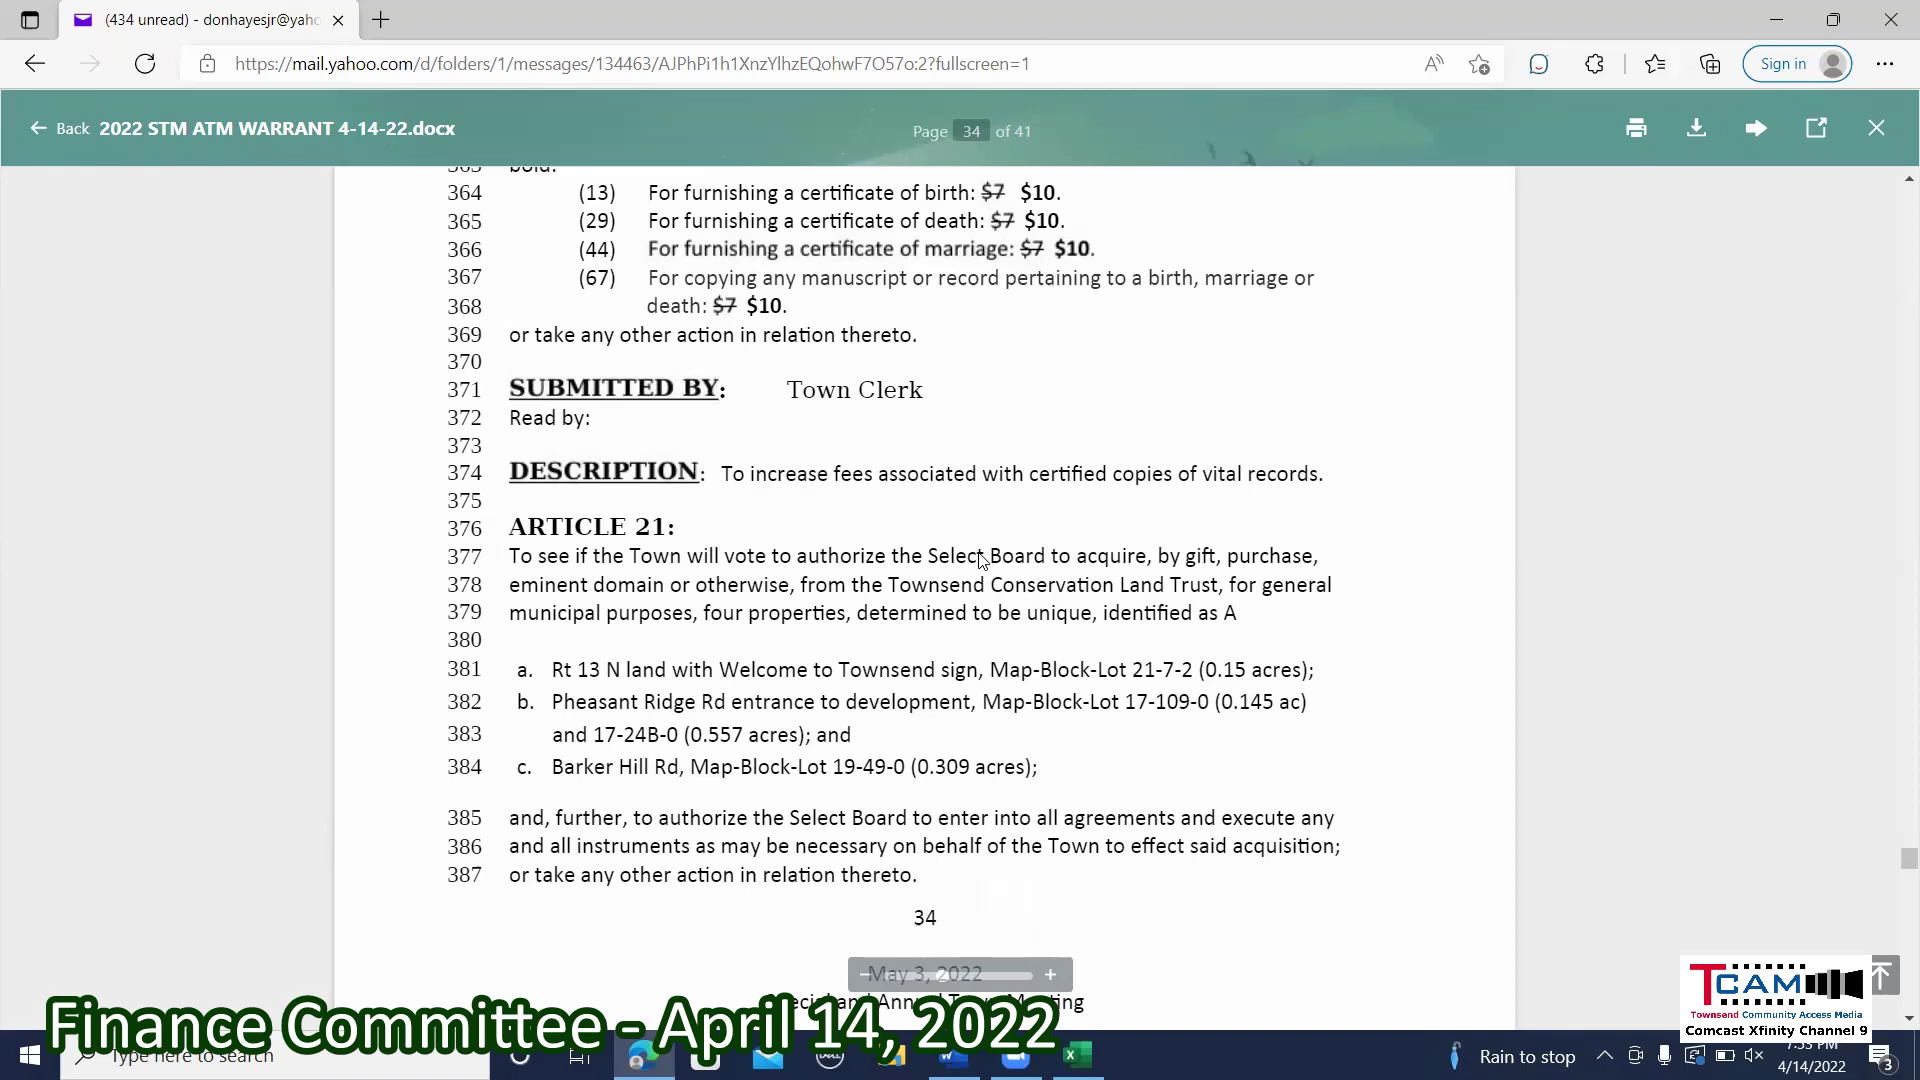 (434 unread) - donhayesjr@yaho
https://mail.yahoo.com/d/folders/1/messages/134463/AJPhPi1h1XnzYlhzEQohwF7O57o:2?fullscreen=1
Sign in
Back 2022 STM ATM WARRANT 4-14-22.docx
Page 34 of 41
363 bold:
364 (13) For furnishing a certificate of birth: $7 $10.
365 (29) For furnishing a certificate of death: $7 $10.
366 (44) For furnishing a certificate of marriage: $7 $10.
367 (67) For copying any manuscript or record pertaining to a birth, marriage or
368 death: $7 $10.
369 or take any other action in relation thereto.
370
371 SUBMITTED BY: Town Clerk
372 Read by:
373
374 DESCRIPTION: To increase fees associated with certified copies of vital records.
375
376 ARTICLE 21:
377 To see if the Town will vote to authorize the Select Board to acquire, by gift, purchase,
378 eminent domain or otherwise, from the Townsend Conservation Land Trust, for general
379 municipal purposes, four properties, determined to be unique, identified as A
380
381 a. Rt 13 N land with Welcome to Townsend sign, Map-Block-Lot 21-7-2 (0.15 acres);
382 b. Pheasant Ridge Rd entrance to development, Map-Block-Lot 17-109-0 (0.145 ac)
383 and 17-24B-0 (0.557 acres); and
384 c. Barker Hill Rd, Map-Block-Lot 19-49-0 (0.309 acres);
385 and, further, to authorize the Select Board to enter into all agreements and execute any
386 and all instruments as may be necessary on behalf of the Town to effect said acquisition;
387 or take any other action in relation thereto.
34
May 3, 2022
Meeting
TCAM
Townsend Community Access Media
Comcast Xfinity Channel 9
Finance Committee - April 14, 2022
Type here to search
DELL
Rain to stop
7:53 PM
4/14/2022
3